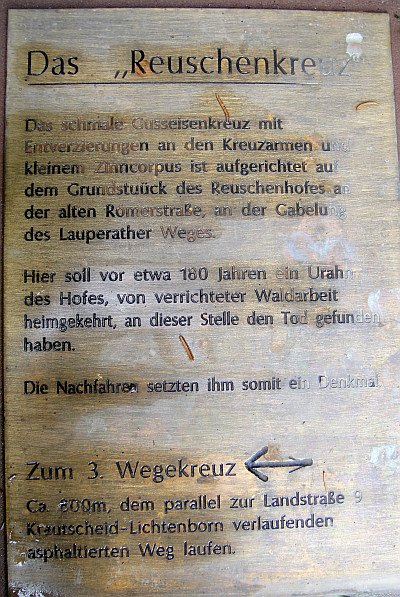 Das „Reuschenkreuz"
Das schmale Gusseisenkreuz mit
Entverzierungen an den Kreuzarmen und
kleinem Zinncorpus ist aufgerichtet auf
dem Grundstuück des Reuschenhofes an
der alten Römerstraße, an der Gabelung
des Lauperather Weges.
Hier soll vor etwa 180 Jahren ein Urahn
des Hofes, von verrichteter Waldarbeit
heimgekehrt, an dieser Stelle den Tod gefunden
haben.
Die Nachfahren setzten ihm somit ein Denkmal
Zum 3. Wegekreuz
Ca. 800m, dem parallel zur Landstraße 9
Krautscheid-Lichtenborn verlaufenden
asphaltierten Weg laufen.